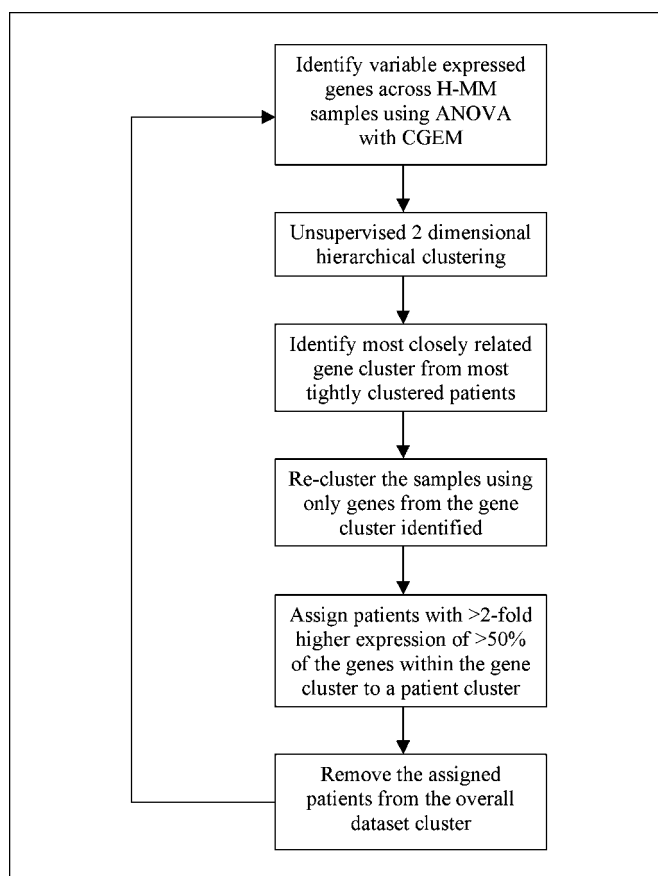 Identify variable expressed
genes across H-MM
samples using ANOVA
with CGEM
Unsupervised 2 dimensional
hierarchical clustering
Identify most closely related
gene cluster from most
tightly clustered patients
Re-cluster the samples using
only genes from the gene
cluster identified
Assign patients with >2-fold
higher expression of >50%
of the genes within the gene
cluster to a patient cluster
Remove the assigned
patients from the overall
dataset cluster